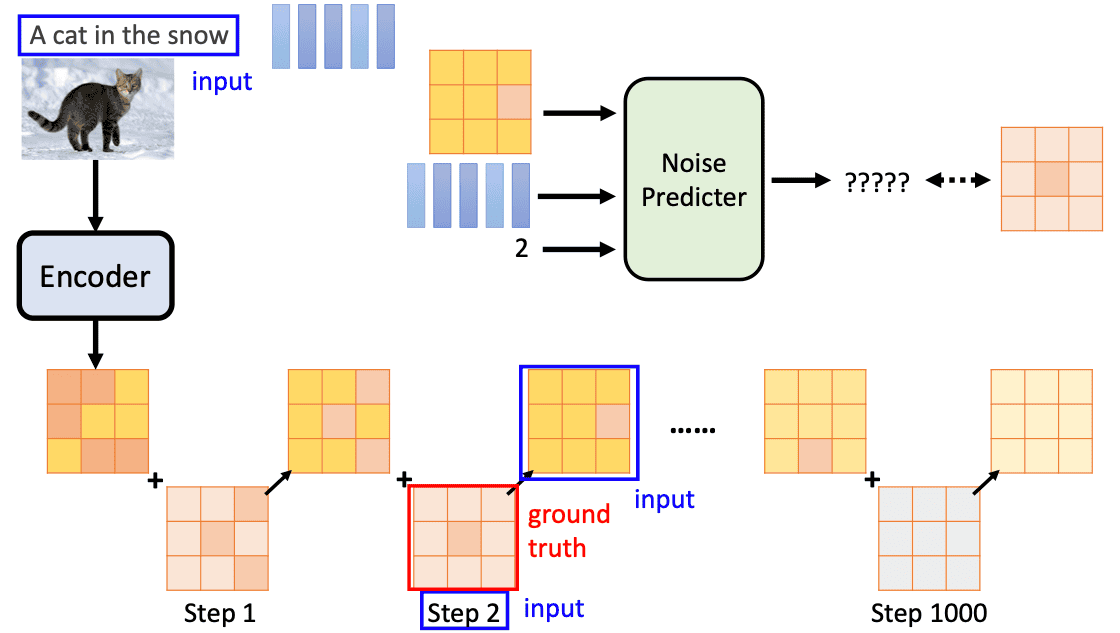 A cat in the snow
input
Encoder
2
Noise
Predicter
?????
+
+
......
+
input
ground
truth
Step 1
Step 2
input
Step 1000